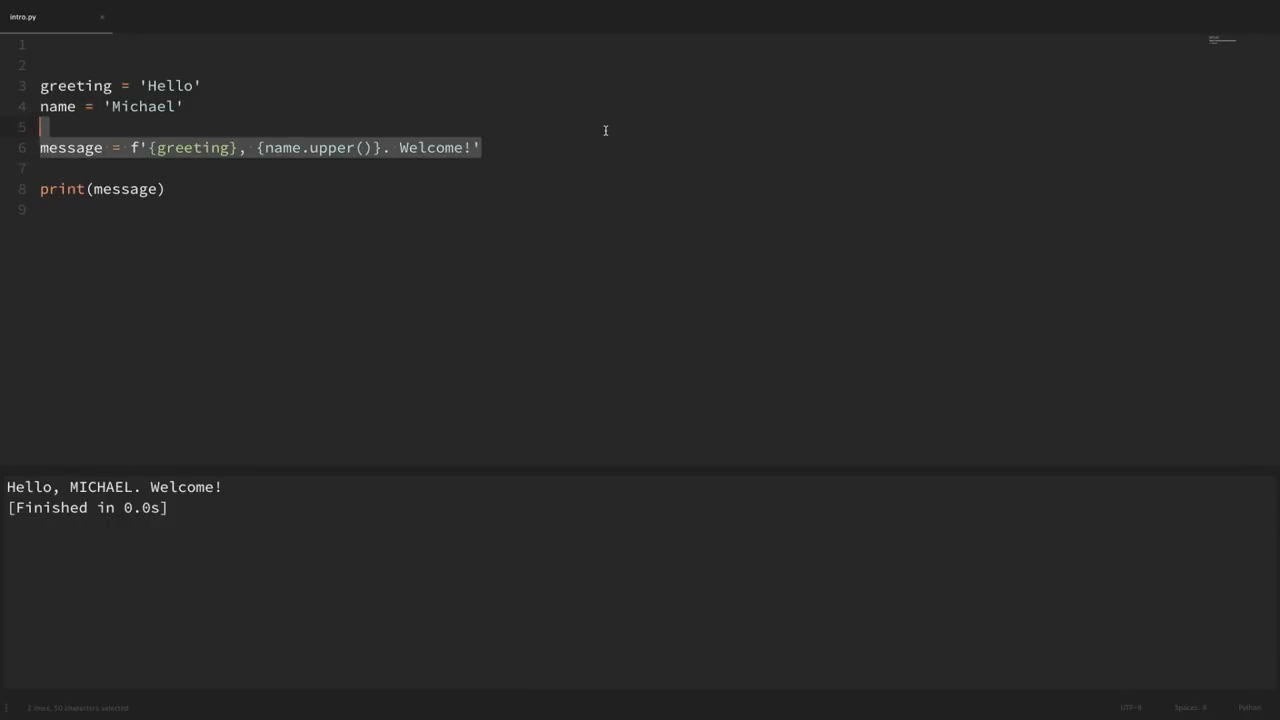 intro.py ×
1
2
3 greeting = 'Hello'
4 name = 'Michael'
5
6 message = f'{greeting}, {name.upper()}. Welcome!'
7
8 print(message)
9
Hello, MICHAEL. Welcome!
[Finished in 0.0s]
2 lines, 50 characters selected UTF-8 Spaces: 4 Python